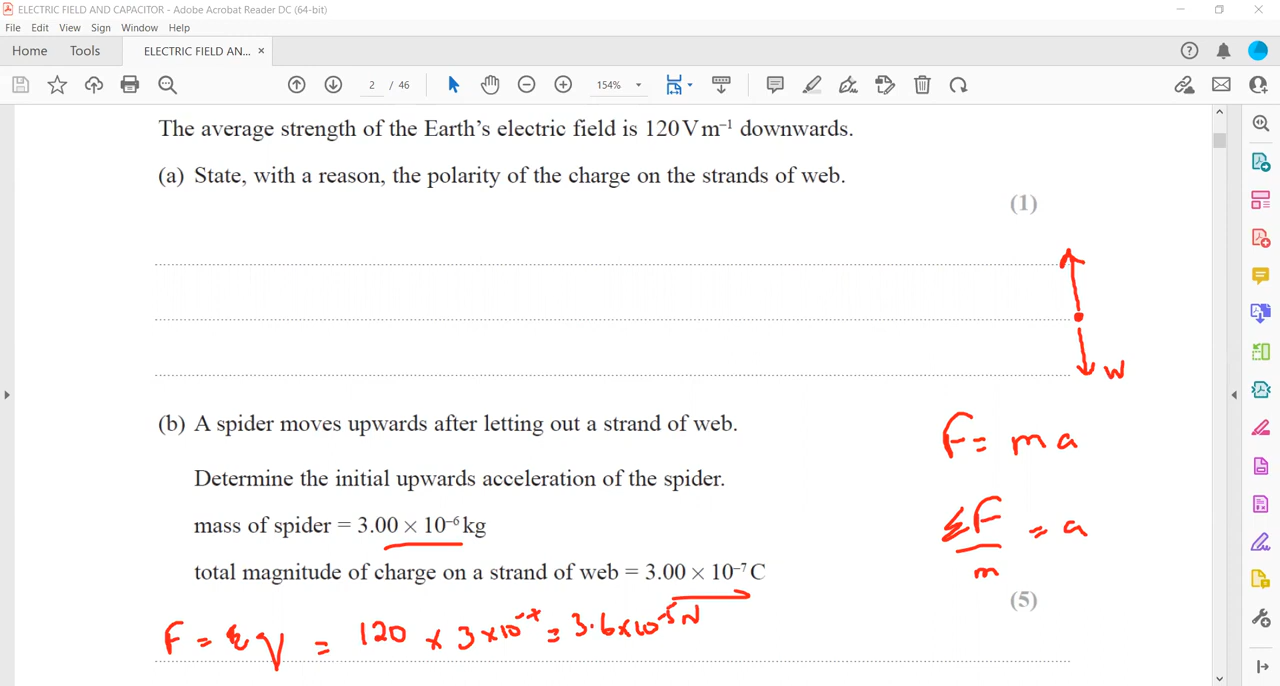 ELECTRIC FIELD AND CAPACITOR - Adobe Acrobat Reader DC (64-bit)
File Edit View Sign Window Help
Home Tools ELECTRIC FIELD AN... ×
2 / 46 154%
The average strength of the Earth's electric field is 120 V m⁻¹ downwards.
(a) State, with a reason, the polarity of the charge on the strands of web.
(1)
W
(b) A spider moves upwards after letting out a strand of web.
F = ma
Determine the initial upwards acceleration of the spider.
mass of spider = 3.00 × 10⁻⁶ kg
ΣF/m = a
total magnitude of charge on a strand of web = 3.00 × 10⁻⁷ C
(5)
F = εq = 120 × 3×10⁻⁷ = 3.6×10⁻⁵ N